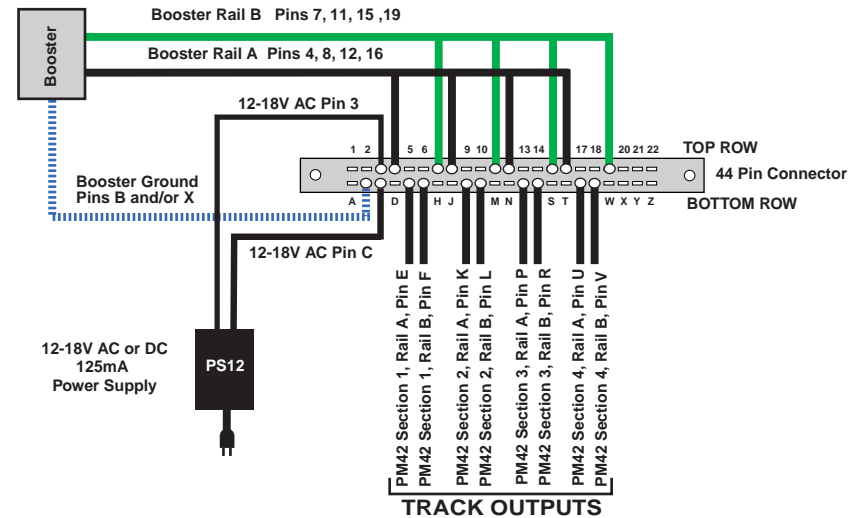 Booster Rail B Pins 7, 11, 15 ,19
Booster
Booster Rail A Pins 4, 8, 12, 16
12-18V AC Pin 3
1 2 5 6 9 10 13 14 17 18 20 21 22
TOP ROW
44 Pin Connector
Booster Ground
Pins B and/or X
A D H J M N S T W X Y Z
BOTTOM ROW
12-18V AC Pin C
PM42 Section 1, Rail A, Pin E
PM42 Section 1, Rail B, Pin F
PM42 Section 2, Rail A, Pin K
PM42 Section 2, Rail B, Pin L
PM42 Section 3, Rail A, Pin P
PM42 Section 3, Rail B, Pin R
PM42 Section 4, Rail A, Pin U
PM42 Section 4, Rail B, Pin V
12-18V AC or DC
125mA
Power Supply
PS12
TRACK OUTPUTS